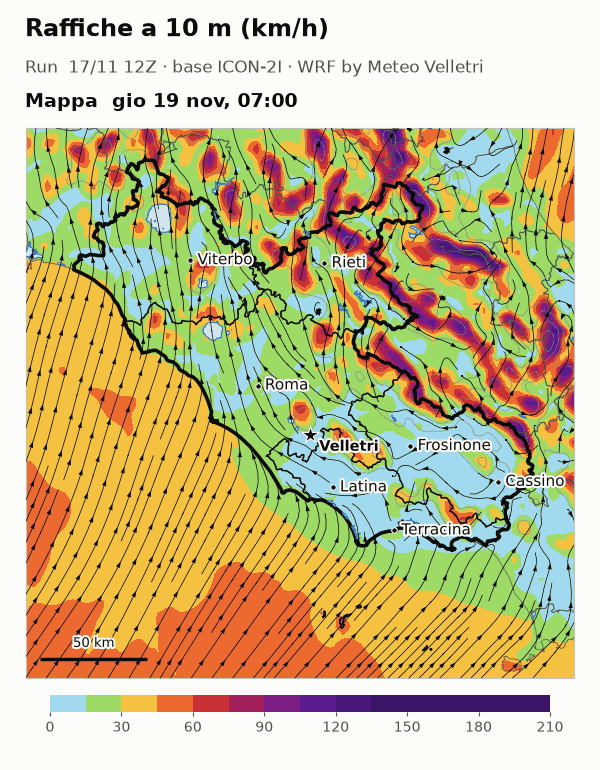 Raffiche a 10 m (km/h)
Run  17/11 12Z · base ICON-2I · WRF by Meteo Velletri
Mappa  gio 19 nov, 07:00
Viterbo
Rieti
Roma
Velletri
Frosinone
Cassino
Latina
Terracina
50 km
0 30 60 90 120 150 180 210